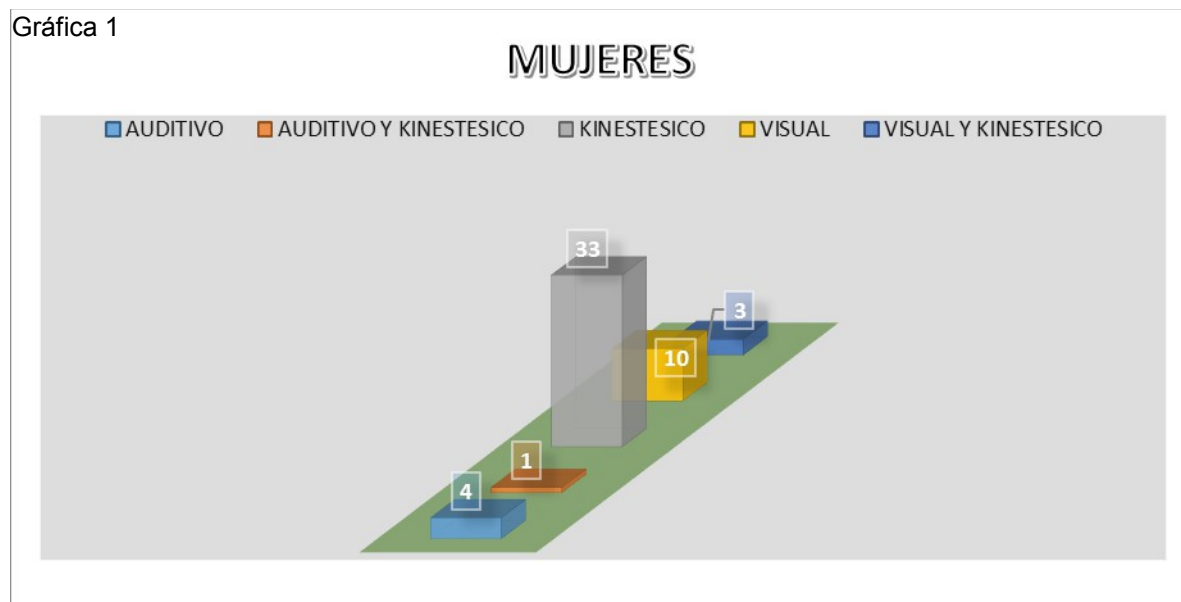 Gráfica 1
MUJERES
AUDITIVO AUDITIVO Y KINESTESICO KINESTESICO VISUAL VISUAL Y KINESTESICO
33
3
10
1
4